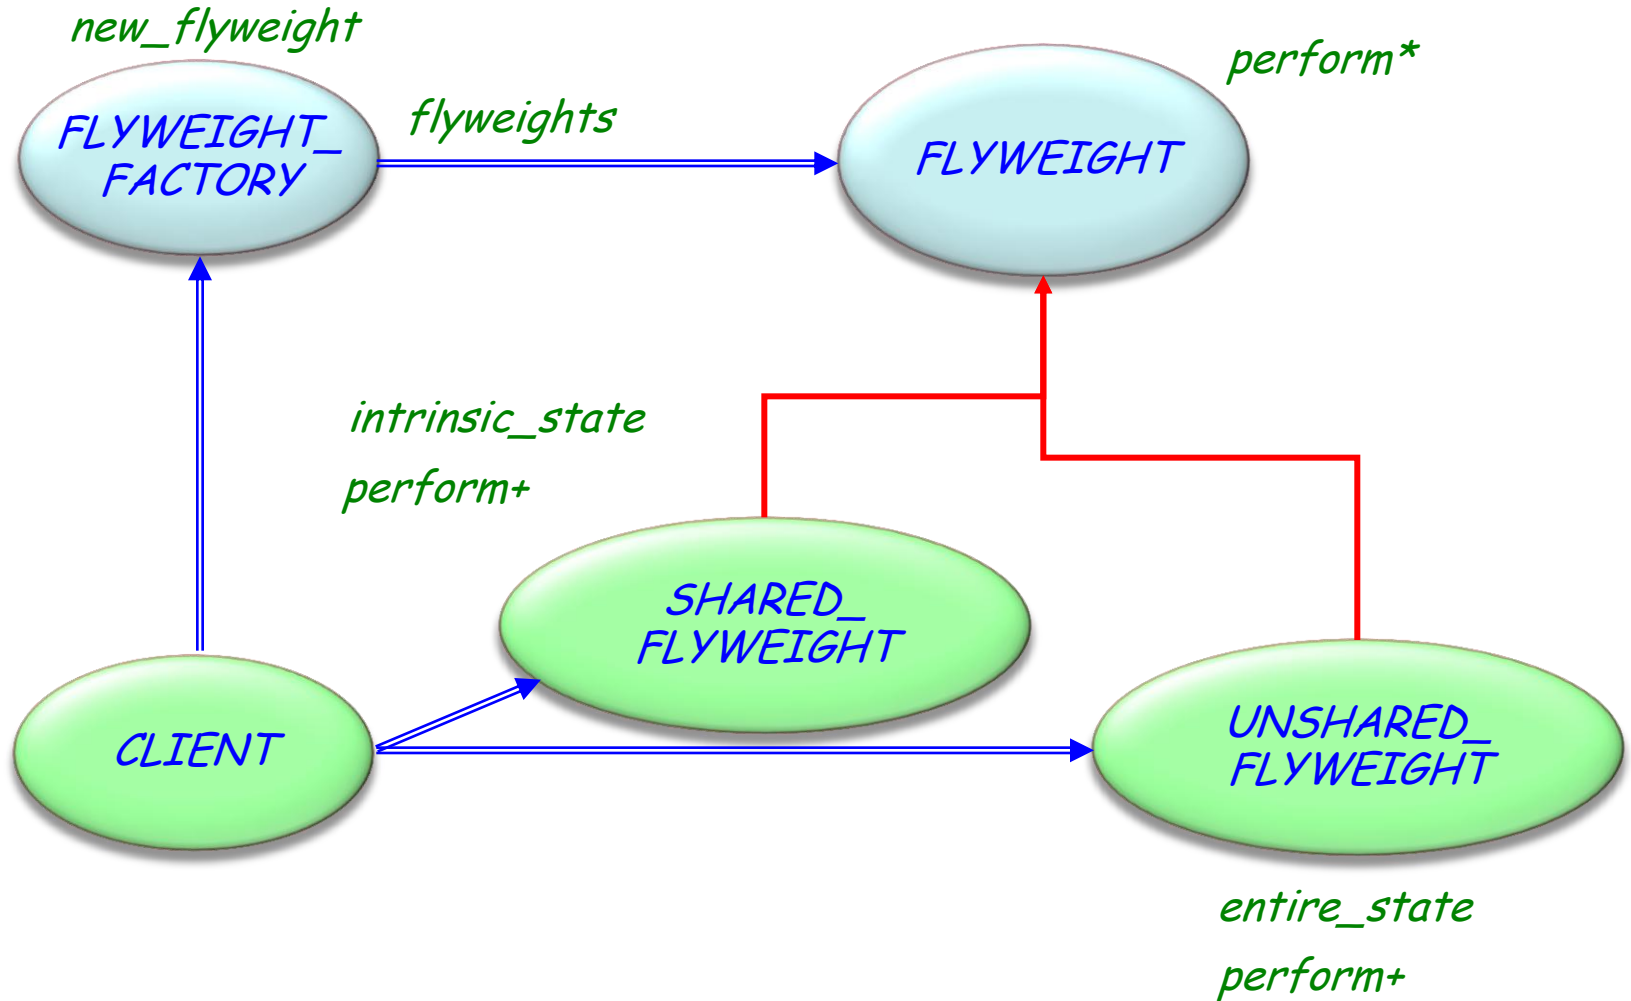 new_flyweight
perform*
flyweights
FLYWEIGHT_
FACTORY
FLYWEIGHT
intrinsic_state
perform+
SHARED_
FLYWEIGHT
CLIENT
UNSHARED_
FLYWEIGHT
entire_state
perform+